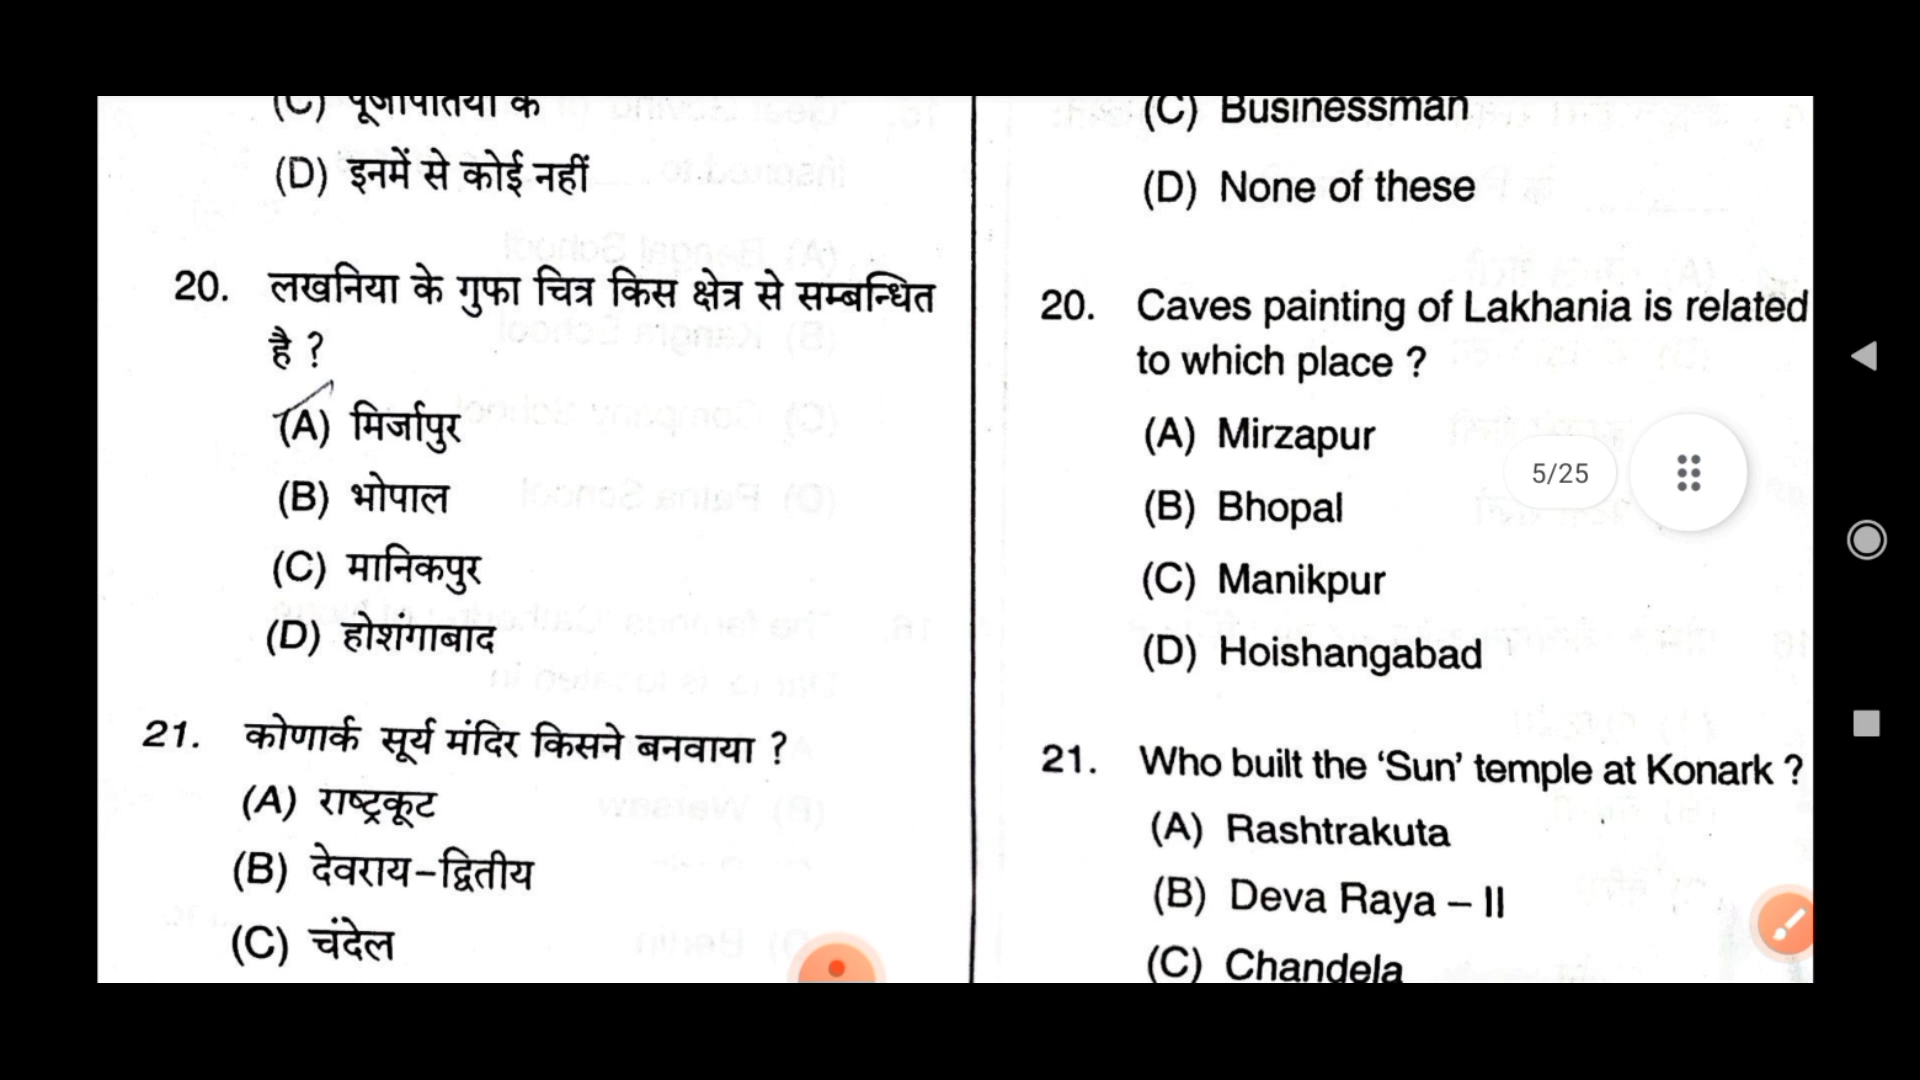 (C) पूंजीपतियों के
(D) इनमें से कोई नहीं
20. लखनिया के गुफा चित्र किस क्षेत्र से सम्बन्धित
है ?
(A) मिर्जापुर
(B) भोपाल
(C) मानिकपुर
(D) होशंगाबाद
21. कोणार्क सूर्य मंदिर किसने बनवाया ?
(A) राष्ट्रकूट
(B) देवराय-द्वितीय
(C) चंदेल
(C) Businessman
(D) None of these
20. Caves painting of Lakhania is related
to which place ?
(A) Mirzapur
(B) Bhopal
(C) Manikpur
(D) Hoishangabad
21. Who built the ‘Sun’ temple at Konark ?
(A) Rashtrakuta
(B) Deva Raya – II
(C) Chandela
5/25